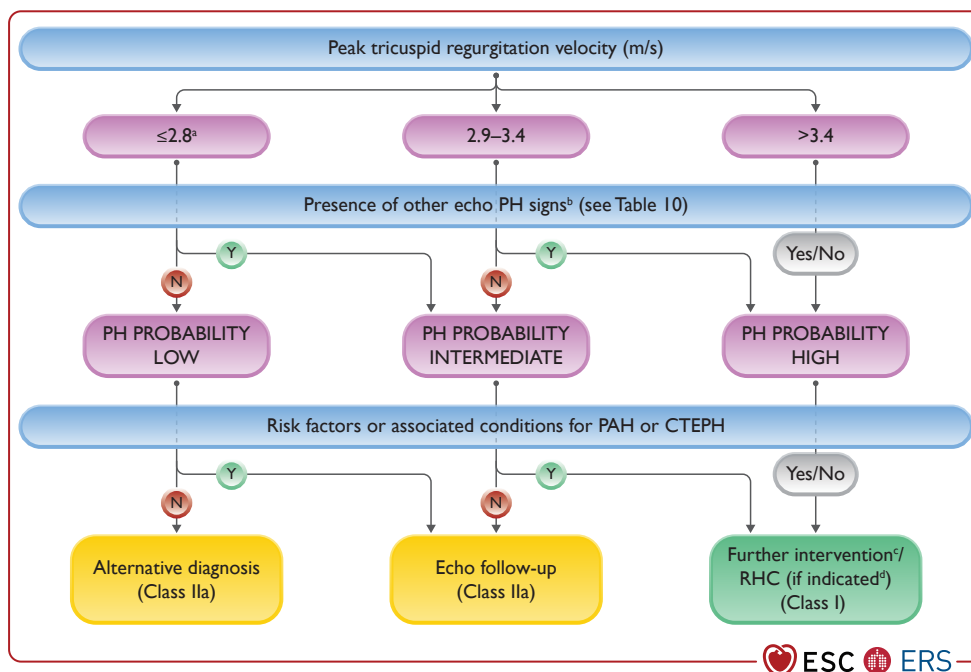 Peak tricuspid regurgitation velocity (m/s)
≤2.8ᵃ
2.9–3.4
>3.4
Presence of other echo PH signsᵇ (see Table 10)
Y
Y
Yes/No
N
N
PH PROBABILITY
LOW
PH PROBABILITY
INTERMEDIATE
PH PROBABILITY
HIGH
Risk factors or associated conditions for PAH or CTEPH
Y
Y
Yes/No
N
N
Alternative diagnosis
(Class IIa)
Echo follow-up
(Class IIa)
Further interventionᶜ/
RHC (if indicatedᵈ)
(Class I)
ESC ERS